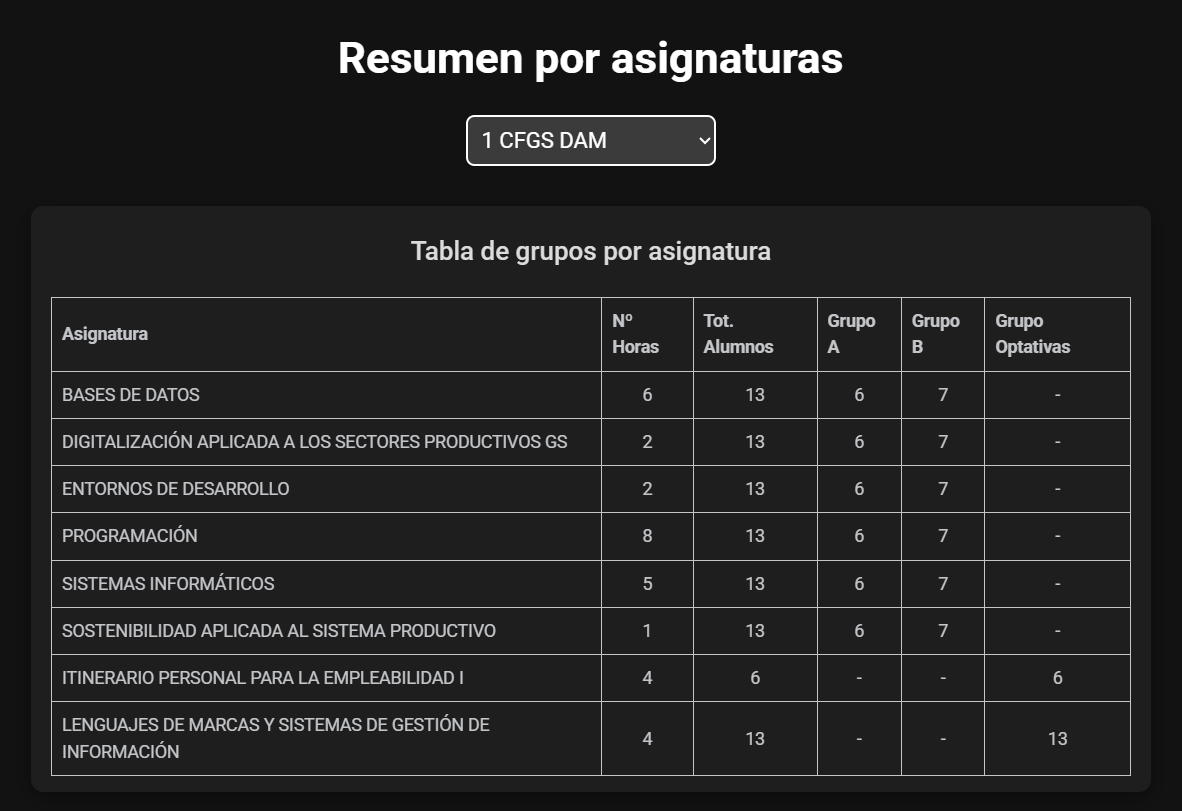 Resumen por asignaturas
1 CFGS DAM
Tabla de grupos por asignatura
Asignatura Nº Horas Tot. Alumnos Grupo A Grupo B Grupo Optativas
BASES DE DATOS 6 13 6 7 -
DIGITALIZACIÓN APLICADA A LOS SECTORES PRODUCTIVOS GS 2 13 6 7 -
ENTORNOS DE DESARROLLO 2 13 6 7 -
PROGRAMACIÓN 8 13 6 7 -
SISTEMAS INFORMÁTICOS 5 13 6 7 -
SOSTENIBILIDAD APLICADA AL SISTEMA PRODUCTIVO 1 13 6 7 -
ITINERARIO PERSONAL PARA LA EMPLEABILIDAD I 4 6 - - 6
LENGUAJES DE MARCAS Y SISTEMAS DE GESTIÓN DE
INFORMACIÓN 4 13 - - 13